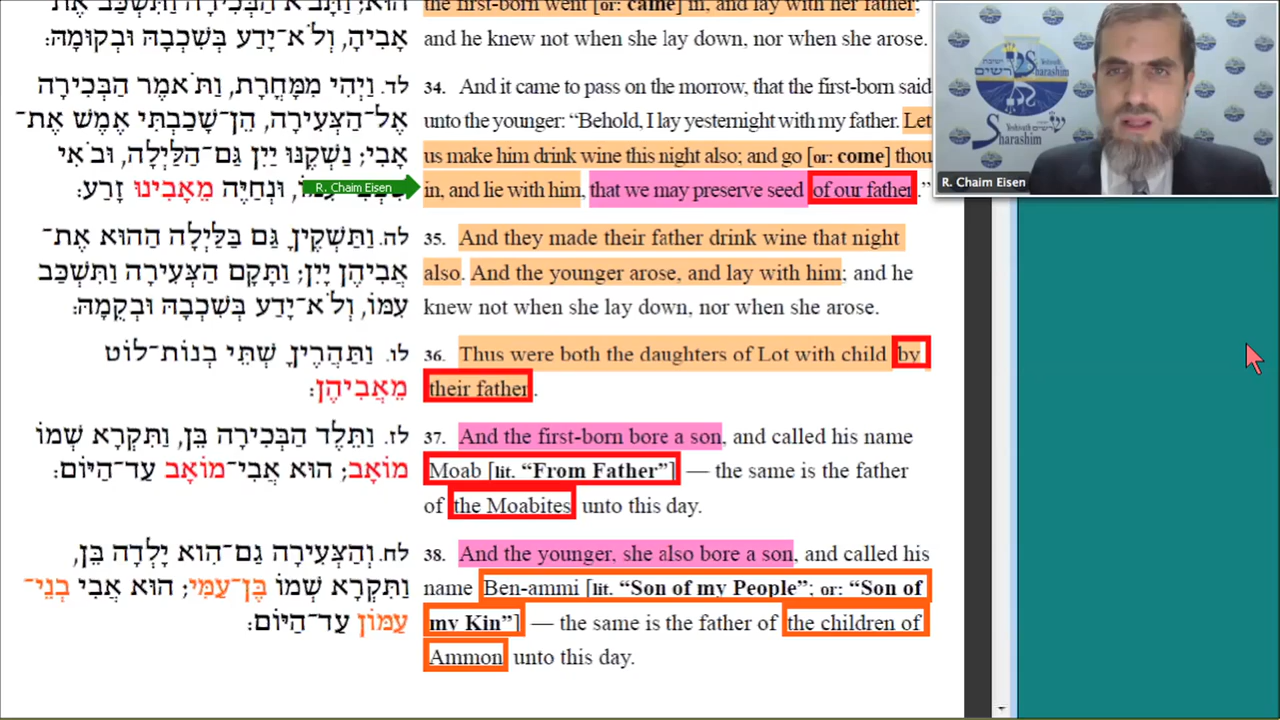 הוּא; וַתָּבֹא הַבְּכִירָה וַתִּשְׁכַּב אֶת־
אָבִיהָ, וְלֹא־יָדַע בְּשִׁכְבָהּ וּבְקוּמָהּ׃
לד. וַיְהִי מִמָּחֳרָת, וַתֹּאמֶר הַבְּכִירָה
אֶל־הַצְּעִירָה, הֵן־שָׁכַבְתִּי אֶמֶשׁ אֶת־
אָבִי; נַשְׁקֶנּוּ יַיִן גַּם־הַלַּיְלָה, וּבֹאִי
וּנְחַיֶּה מֵאָבִינוּ זָרַע׃
לה. וַתַּשְׁקֶיןָ גַּם בַּלַּיְלָה הַהוּא אֶת־
אֲבִיהֶן יָיִן; וַתָּקָם הַצְּעִירָה וַתִּשְׁכַּב
עִמּוֹ, וְלֹא־יָדַע בְּשִׁכְבָהּ וּבְקֻמָהּ׃
לו. וַתַּהֲרֶיןָ שְׁתֵּי בְנוֹת־לוֹט
מֵאֲבִיהֶן׃
לז. וַתֵּלֶד הַבְּכִירָה בֵּן, וַתִּקְרָא שְׁמוֹ
מוֹאָב; הוּא אֲבִי־מוֹאָב עַד־הַיּוֹם׃
לח. וְהַצְּעִירָה גַם־הִוא יָלְדָה בֵּן,
וַתִּקְרָא שְׁמוֹ בֶּן־עַמִּי; הוּא אֲבִי בְנֵי־
עַמּוֹן עַד־הַיּוֹם׃
the first-born went [or: came] in, and lay with her father;
and he knew not when she lay down, nor when she arose.
34. And it came to pass on the morrow, that the first-born said
unto the younger: “Behold, I lay yesternight with my father. Let
us make him drink wine this night also; and go [or: come] thou
in, and lie with him, that we may preserve seed of our father.”
35. And they made their father drink wine that night
also. And the younger arose, and lay with him; and he
knew not when she lay down, nor when she arose.
36. Thus were both the daughters of Lot with child by
their father.
37. And the first-born bore a son, and called his name
Moab [lit. “From Father”] — the same is the father
of the Moabites unto this day.
38. And the younger, she also bore a son, and called his
name Ben-ammi [lit. “Son of my People”; or: “Son of
my Kin”] — the same is the father of the children of
Ammon unto this day.
R. Chaim Eisen
R. Chaim Eisen
שרשים
Sharashim
Yeshivath שרשים
Sharashim